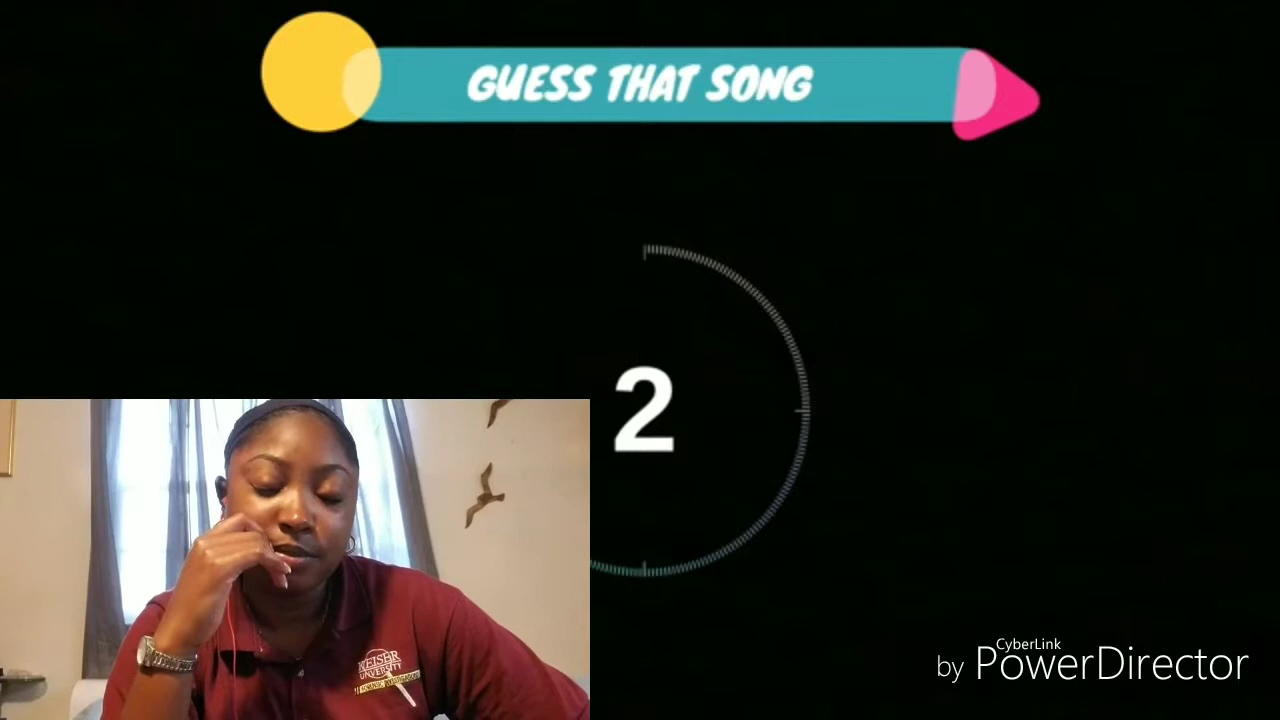 GUESS THAT SONG
2
KEISER
UNIVERSITY
CyberLink
by PowerDirector